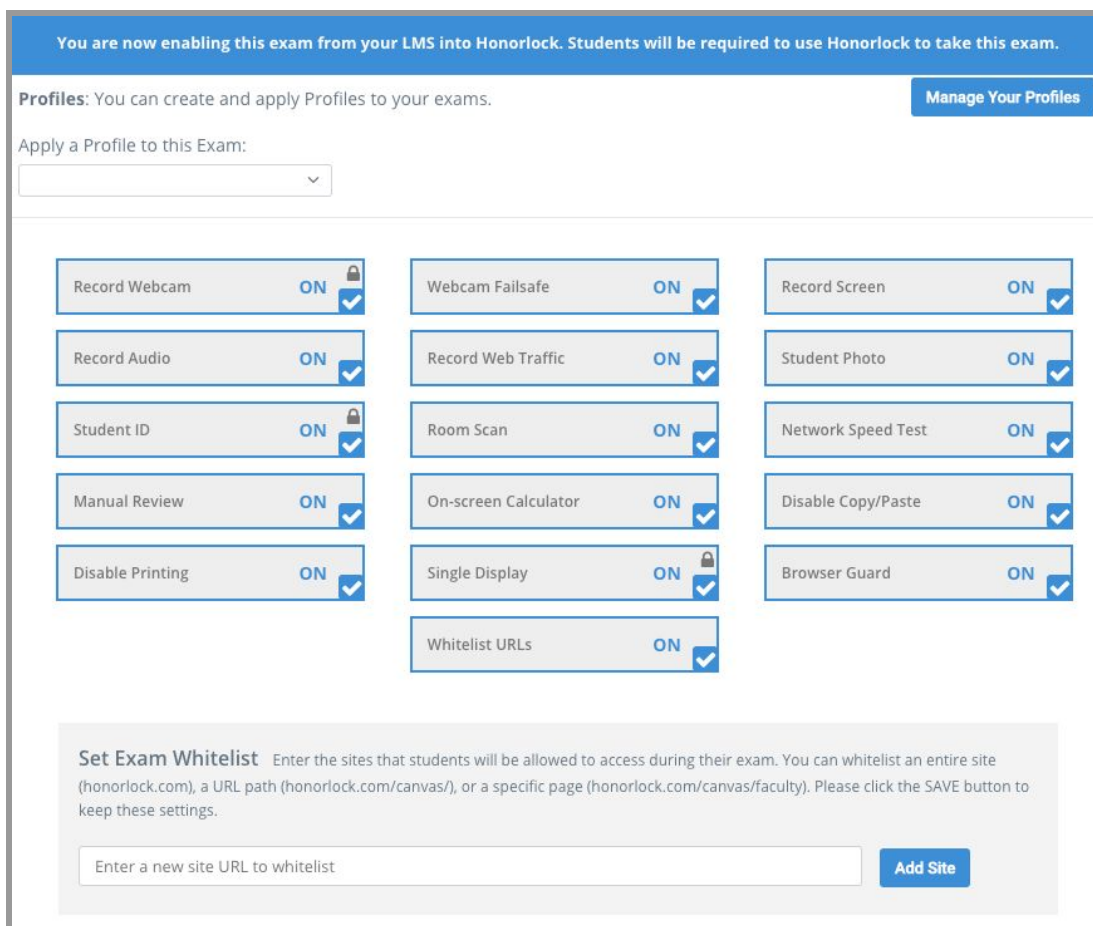 You are now enabling this exam from your LMS into Honorlock. Students will be required to use Honorlock to take this exam.
Profiles: You can create and apply Profiles to your exams.
Manage Your Profiles
Apply a Profile to this Exam:
Record Webcam ON
Webcam Failsafe ON
Record Screen ON
Record Audio ON
Record Web Traffic ON
Student Photo ON
Student ID ON
Room Scan ON
Network Speed Test ON
Manual Review ON
On-screen Calculator ON
Disable Copy/Paste ON
Disable Printing ON
Single Display ON
Browser Guard ON
Whitelist URLs ON
Set Exam Whitelist Enter the sites that students will be allowed to access during their exam. You can whitelist an entire site
(honorlock.com), a URL path (honorlock.com/canvas/), or a specific page (honorlock.com/canvas/faculty). Please click the SAVE button to
keep these settings.
Enter a new site URL to whitelist
Add Site